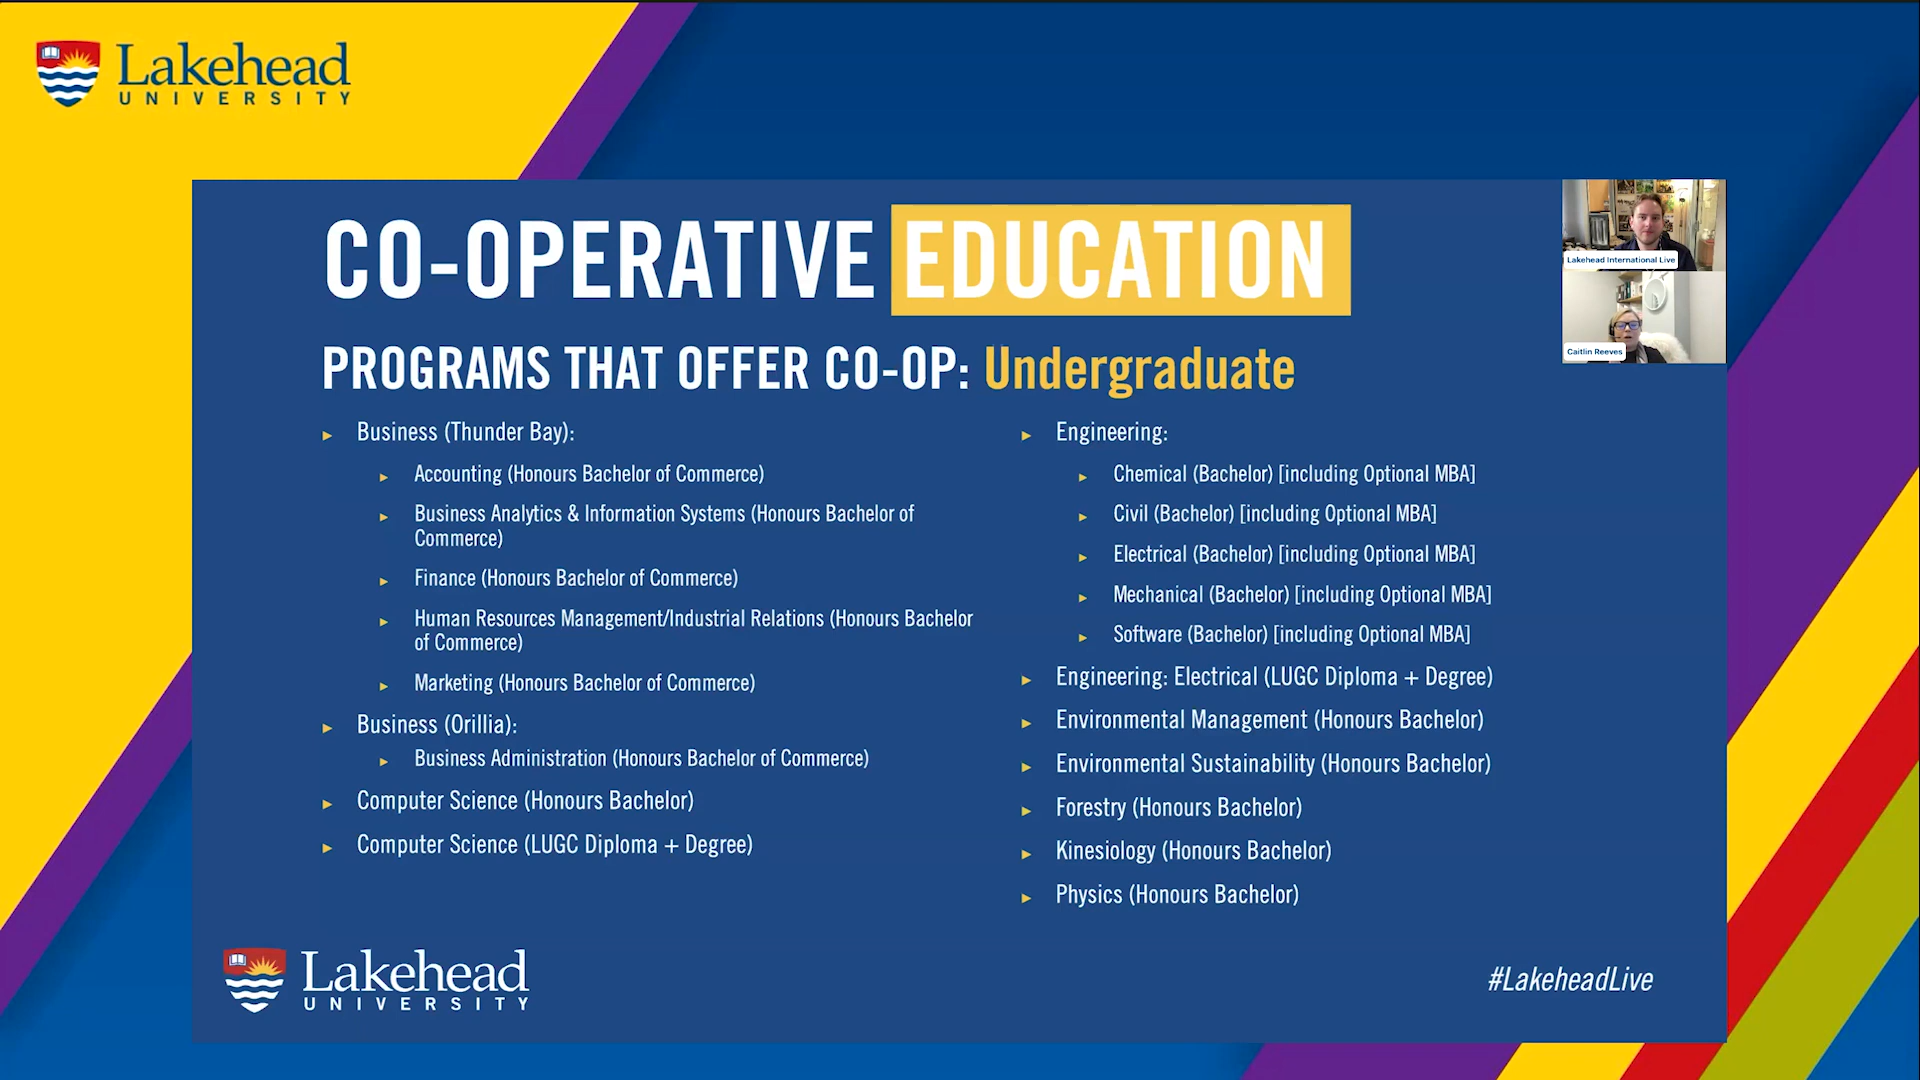 Lakehead
UNIVERSITY
CO-OPERATIVE EDUCATION
Lakehead International Live
Caitlin Reeves
PROGRAMS THAT OFFER CO-OP: Undergraduate
Business (Thunder Bay):
Accounting (Honours Bachelor of Commerce)
Business Analytics & Information Systems (Honours Bachelor of
Commerce)
Finance (Honours Bachelor of Commerce)
Human Resources Management/Industrial Relations (Honours Bachelor
of Commerce)
Marketing (Honours Bachelor of Commerce)
Business (Orillia):
Business Administration (Honours Bachelor of Commerce)
Computer Science (Honours Bachelor)
Computer Science (LUGC Diploma + Degree)
Engineering:
Chemical (Bachelor) [including Optional MBA]
Civil (Bachelor) [including Optional MBA]
Electrical (Bachelor) [including Optional MBA]
Mechanical (Bachelor) [including Optional MBA]
Software (Bachelor) [including Optional MBA]
Engineering: Electrical (LUGC Diploma + Degree)
Environmental Management (Honours Bachelor)
Environmental Sustainability (Honours Bachelor)
Forestry (Honours Bachelor)
Kinesiology (Honours Bachelor)
Physics (Honours Bachelor)
Lakehead
UNIVERSITY
#LakeheadLive